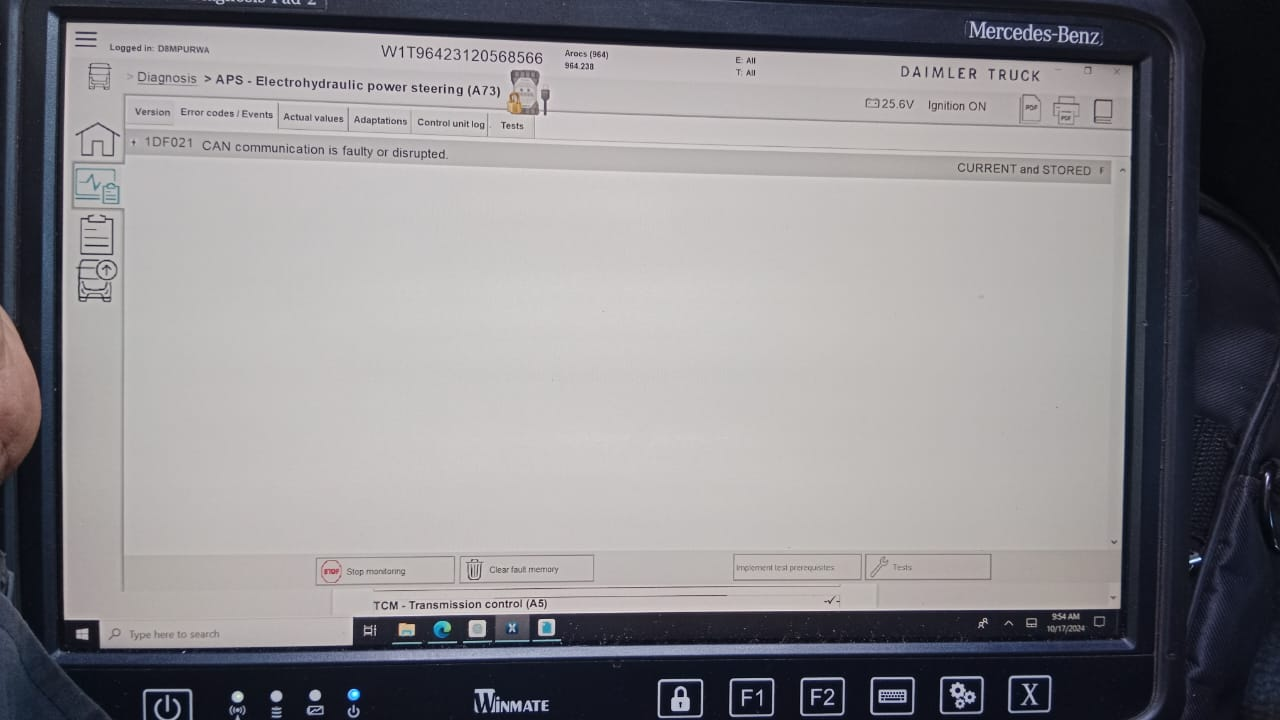 Mercedes-Benz
Logged in: D8MPURWA
W1T96423120568566
Arocs (964)
964.238
E: All
T: All
DAIMLER TRUCK
> Diagnosis > APS - Electrohydraulic power steering (A73)
25.6V Ignition ON
PDF
PDF
Version
Error codes / Events
Actual values
Adaptations
Control unit log
Tests
+ 1DF021 CAN communication is faulty or disrupted.
CURRENT and STORED F
STOP Stop monitoring
Clear fault memory
Implement test prerequisites
Tests
TCM - Transmission control (A5)
Type here to search
X
9:54 AM
10/17/2024
WINMATE
F1
F2
X